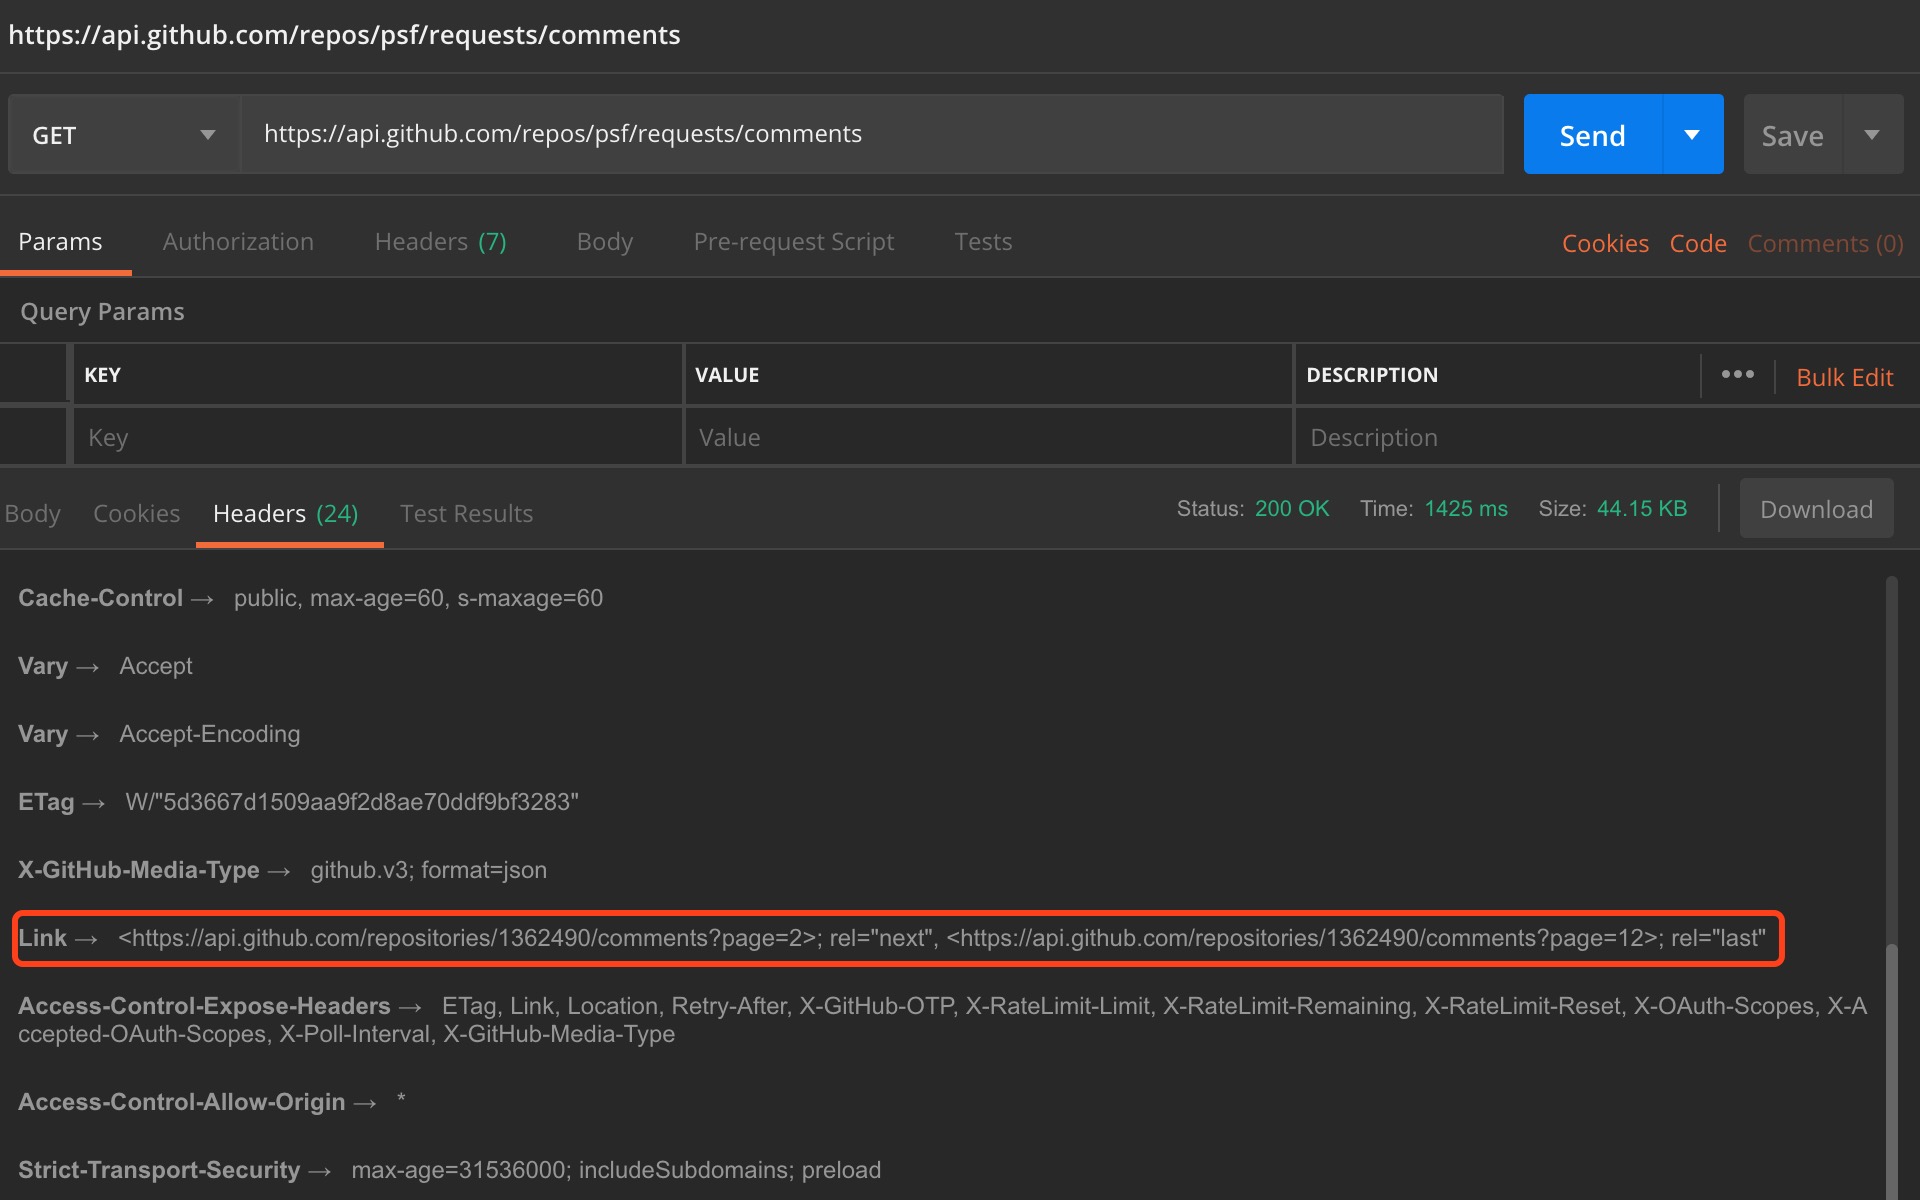 https://api.github.com/repos/psf/requests/comments
GET https://api.github.com/repos/psf/requests/comments Send Save
Params Authorization Headers (7) Body Pre-request Script Tests Cookies Code Comments (0)
Query Params
KEY VALUE DESCRIPTION ••• Bulk Edit
Key Value Description
Body Cookies Headers (24) Test Results Status: 200 OK Time: 1425 ms Size: 44.15 KB Download
Cache-Control → public, max-age=60, s-maxage=60
Vary → Accept
Vary → Accept-Encoding
ETag → W/"5d3667d1509aa9f2d8ae70ddf9bf3283"
X-GitHub-Media-Type → github.v3; format=json
Link → <https://api.github.com/repositories/1362490/comments?page=2>; rel="next", <https://api.github.com/repositories/1362490/comments?page=12>; rel="last"
Access-Control-Expose-Headers → ETag, Link, Location, Retry-After, X-GitHub-OTP, X-RateLimit-Limit, X-RateLimit-Remaining, X-RateLimit-Reset, X-OAuth-Scopes, X-A
ccepted-OAuth-Scopes, X-Poll-Interval, X-GitHub-Media-Type
Access-Control-Allow-Origin → *
Strict-Transport-Security → max-age=31536000; includeSubdomains; preload